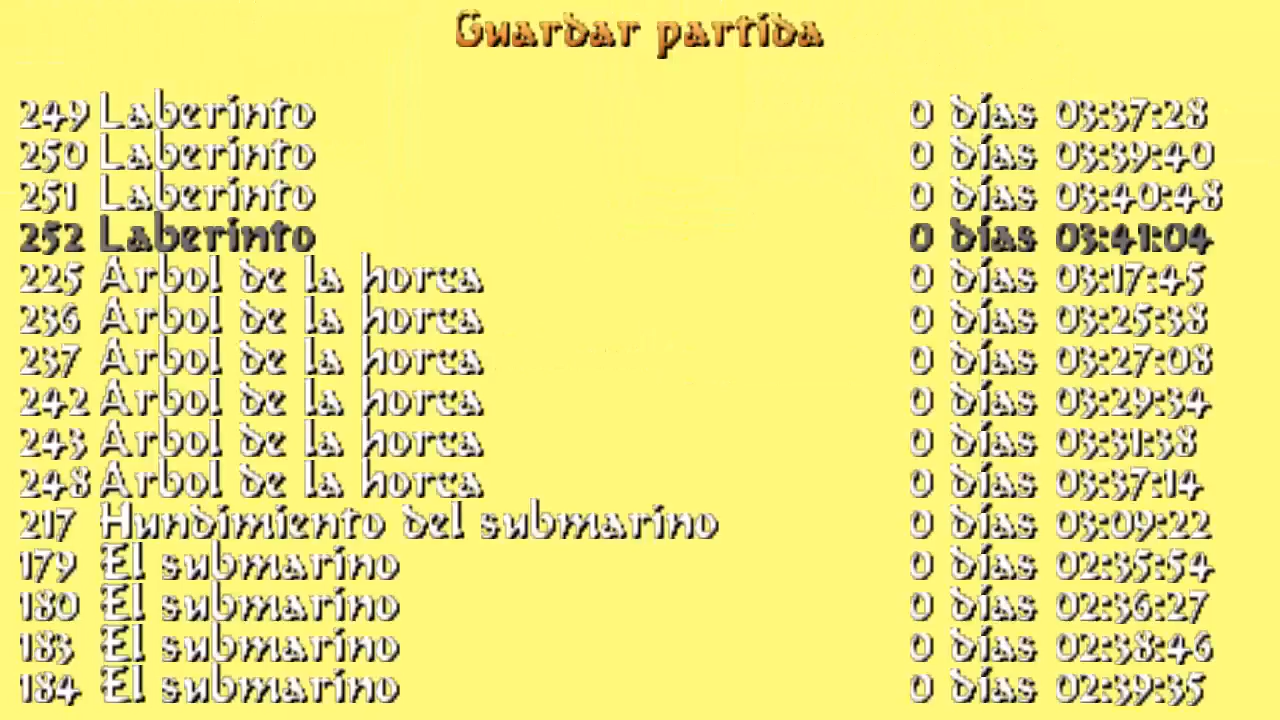 Guardar partida
249 Laberinto 0 días 03:37:28
250 Laberinto 0 días 03:39:40
251 Laberinto 0 días 03:40:48
252 Laberinto 0 días 03:41:04
225 Arbol de la horca 0 días 03:17:45
236 Arbol de la horca 0 días 03:25:38
237 Arbol de la horca 0 días 03:27:08
242 Arbol de la horca 0 días 03:29:34
243 Arbol de la horca 0 días 03:31:38
248 Arbol de la horca 0 días 03:37:14
217 Hundimiento del submarino 0 días 03:09:22
179 El submarino 0 días 02:35:54
180 El submarino 0 días 02:36:27
183 El submarino 0 días 02:38:46
184 El submarino 0 días 02:39:35